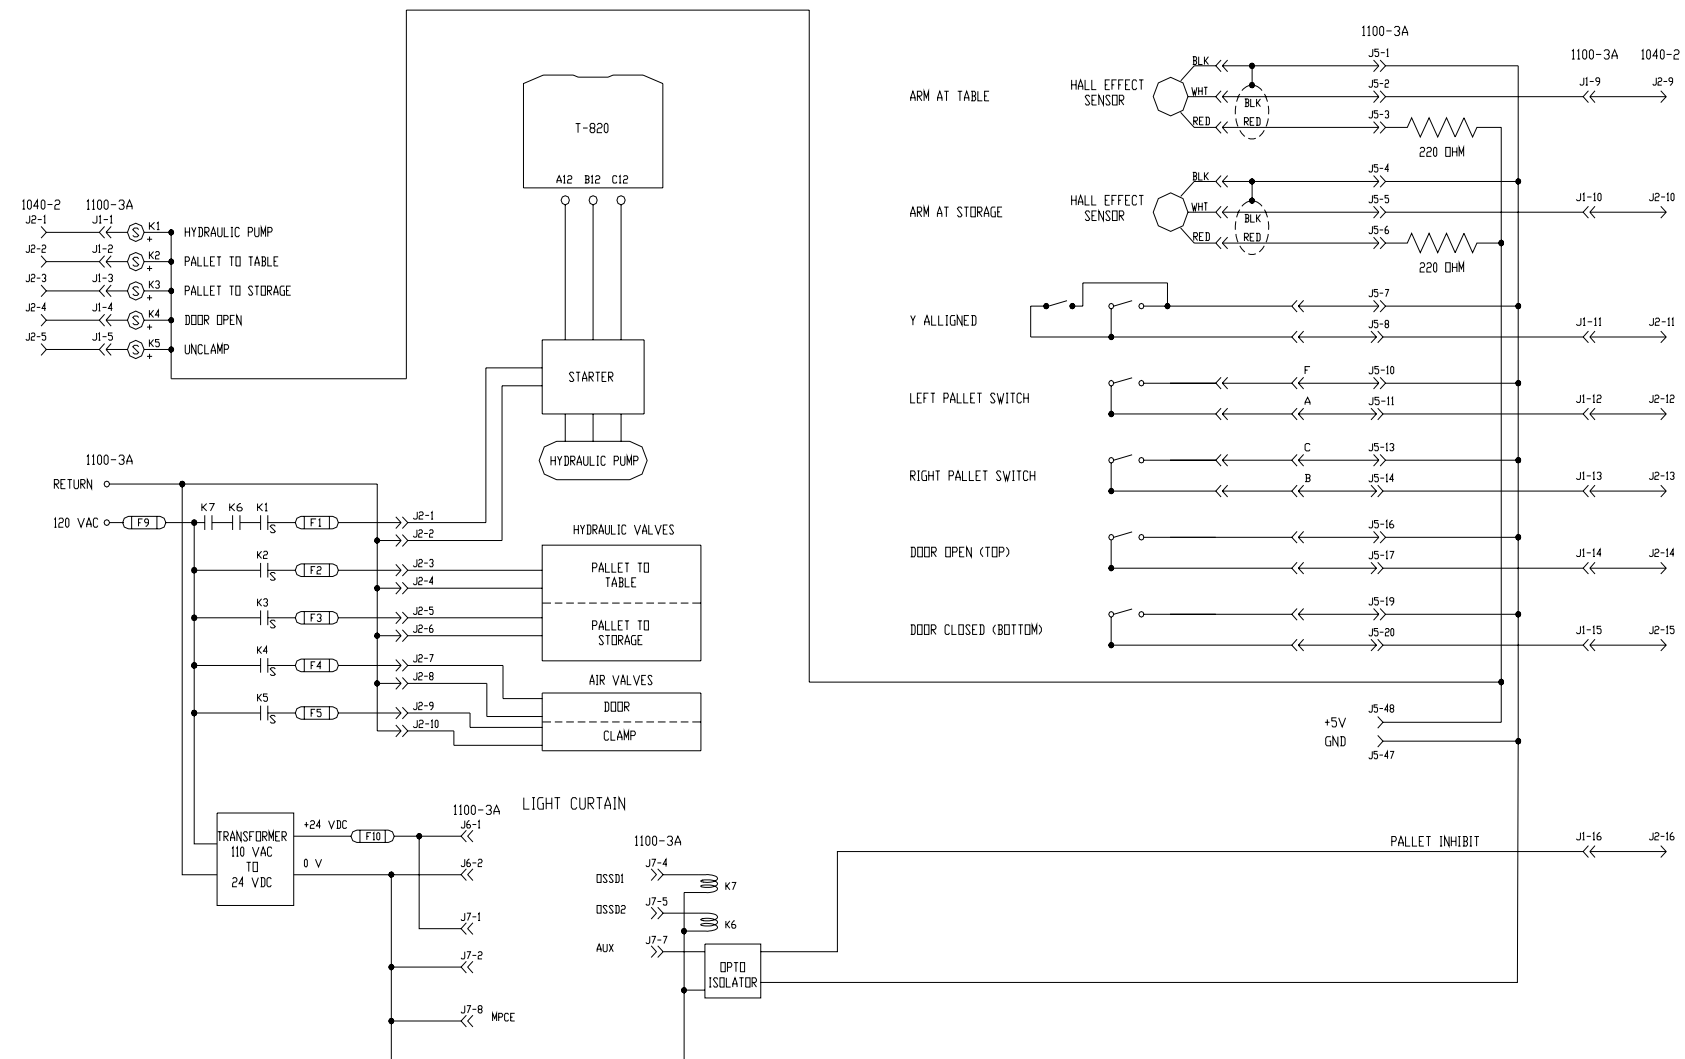 1040-2 1100-3A
J2-1 J1-1 K1 HYDRAULIC PUMP
S +
J2-2 J1-2 K2 PALLET TO TABLE
S +
J2-3 J1-3 K3 PALLET TO STORAGE
S +
J2-4 J1-4 K4 DOOR OPEN
S +
J2-5 J1-5 K5 UNCLAMP
S +
T-820
A12 B12 C12
STARTER
HYDRAULIC PUMP
1100-3A
RETURN
120 VAC F9 K7 K6 K1 S F1 J2-1
J2-2
K2 S F2 J2-3
J2-4
K3 S F3 J2-5
J2-6
K4 S F4 J2-7
J2-8
K5 S F5 J2-9
J2-10
HYDRAULIC VALVES
PALLET TO
TABLE
PALLET TO
STORAGE
AIR VALVES
DOOR
CLAMP
TRANSFORMER
110 VAC
TO
24 VDC
+24 VDC F10
0 V
1100-3A
J6-1
J6-2
J7-1
J7-2
J7-8 MPCE
LIGHT CURTAIN
1100-3A
OSSD1 J7-4 K7
OSSD2 J7-5 K6
AUX J7-7
OPTO
ISOLATOR
1100-3A
1100-3A 1040-2
ARM AT TABLE
HALL EFFECT
SENSOR
BLK J5-1
WHT J5-2 J1-9 J2-9
BLK
RED RED J5-3
220 OHM
ARM AT STORAGE
HALL EFFECT
SENSOR
BLK J5-4
WHT J5-5 J1-10 J2-10
BLK
RED RED J5-6
220 OHM
Y ALLIGNED
J5-7
J5-8 J1-11 J2-11
LEFT PALLET SWITCH
F J5-10
A J5-11 J1-12 J2-12
RIGHT PALLET SWITCH
C J5-13
B J5-14 J1-13 J2-13
DOOR OPEN (TOP)
J5-16
J5-17 J1-14 J2-14
DOOR CLOSED (BOTTOM)
J5-19
J5-20 J1-15 J2-15
+5V J5-48
GND J5-47
PALLET INHIBIT J1-16 J2-16